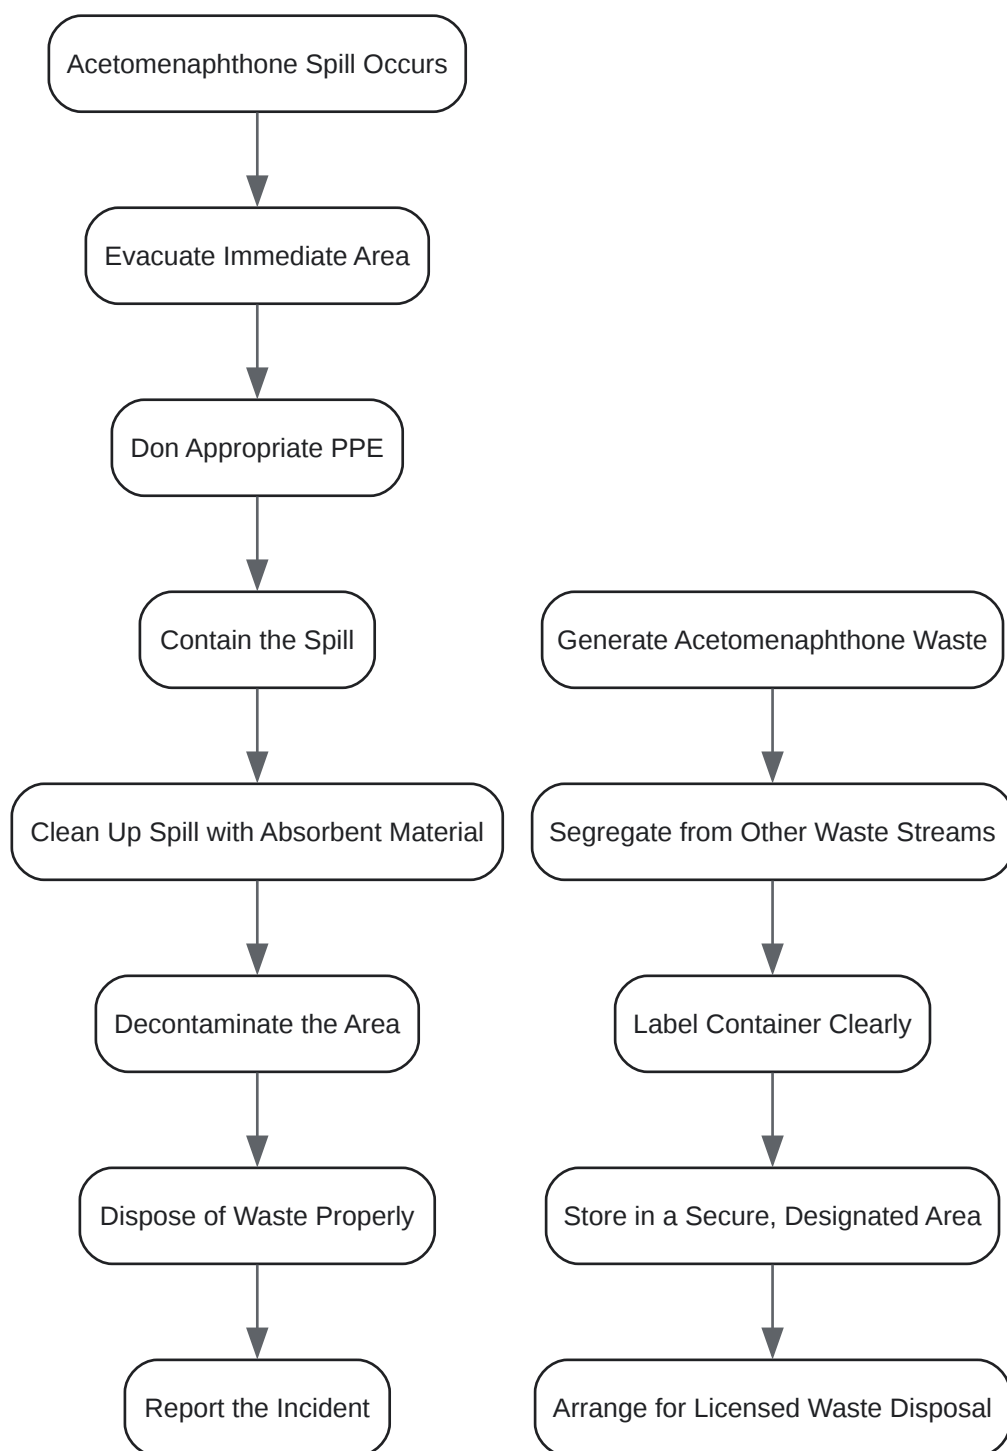 Acetomenaphthone Spill Occurs
Evacuate Immediate Area
Don Appropriate PPE
Contain the Spill
Clean Up Spill with Absorbent Material
Decontaminate the Area
Dispose of Waste Properly
Report the Incident
Generate Acetomenaphthone Waste
Segregate from Other Waste Streams
Label Container Clearly
Store in a Secure, Designated Area
Arrange for Licensed Waste Disposal